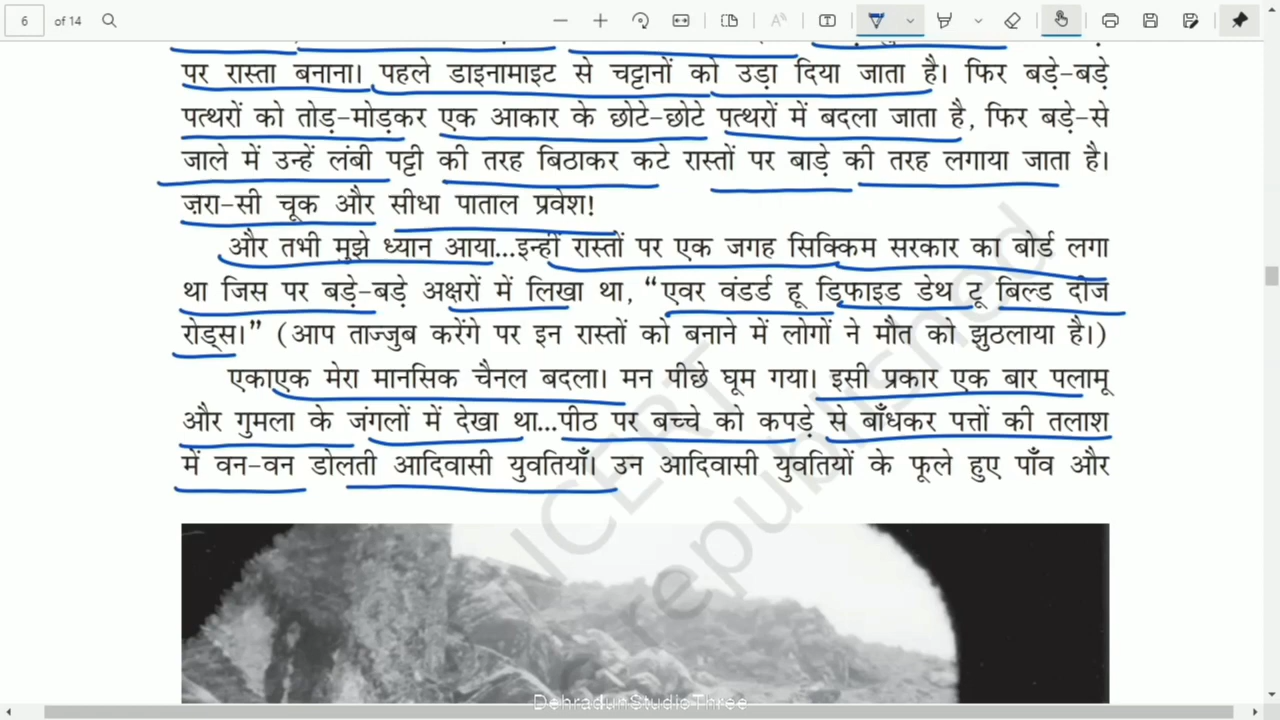 6 of 14
पर रास्ता बनाना। पहले डाइनामाइट से चट्टानों को उड़ा दिया जाता है। फिर बड़े-बड़े
पत्थरों को तोड़-मोड़कर एक आकार के छोटे-छोटे पत्थरों में बदला जाता है, फिर बड़े-से
जाले में उन्हें लंबी पट्टी की तरह बिठाकर कटे रास्तों पर बाड़े की तरह लगाया जाता है।
ज़रा-सी चूक और सीधा पाताल प्रवेश!
और तभी मुझे ध्यान आया...इन्हीं रास्तों पर एक जगह सिक्किम सरकार का बोर्ड लगा
था जिस पर बड़े-बड़े अक्षरों में लिखा था, “एवर वंडर्ड हू डिफाइड डेथ टू बिल्ड दीज
रोड्स।” (आप ताज्जुब करेंगे पर इन रास्तों को बनाने में लोगों ने मौत को झुठलाया है।)
एकाएक मेरा मानसिक चैनल बदला। मन पीछे घूम गया। इसी प्रकार एक बार पलामू
और गुमला के जंगलों में देखा था...पीठ पर बच्चे को कपड़े से बाँधकर पत्तों की तलाश
में वन-वन डोलती आदिवासी युवतियाँ। उन आदिवासी युवतियों के फूले हुए पाँव और
NCERT
republished
DehradunStudioThree